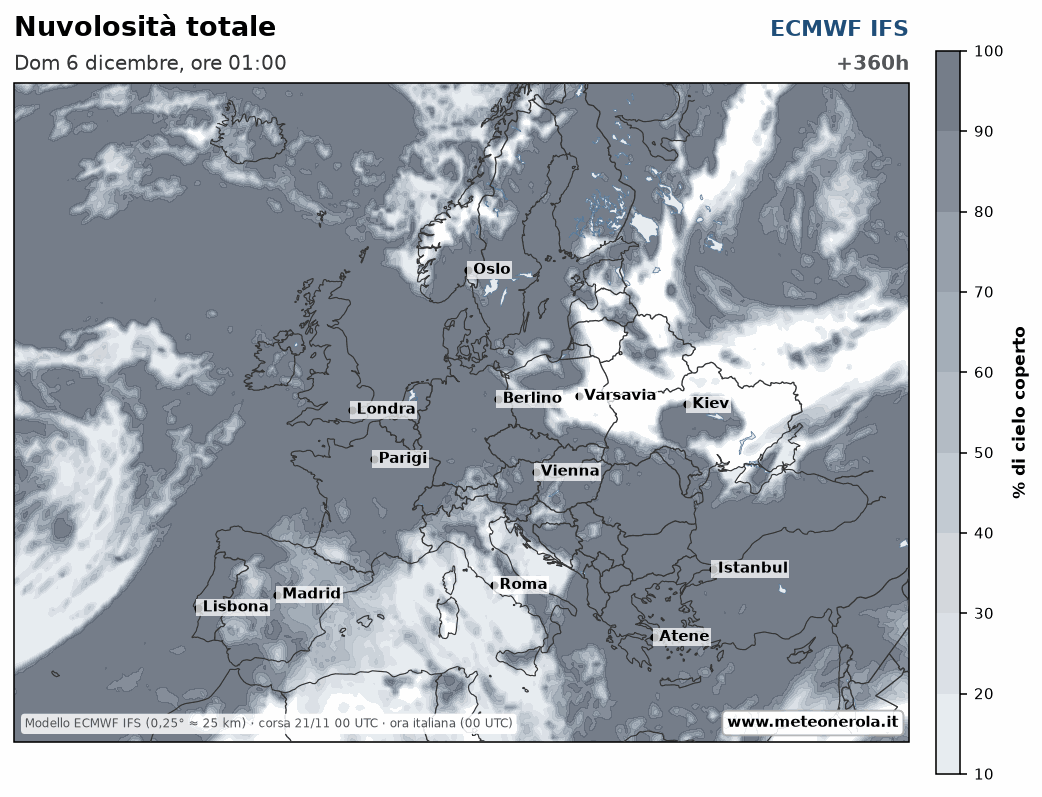 Nuvolosità totale
ECMWF IFS
Dom 6 dicembre, ore 01:00
+360h
100
90
80
70
60
50
40
30
20
10
% di cielo coperto
Oslo
Berlino
Varsavia
Kiev
Londra
Parigi
Vienna
Istanbul
Roma
Madrid
Lisbona
Atene
Modello ECMWF IFS (0,25° ≈ 25 km) · corsa 21/11 00 UTC · ora italiana (00 UTC)
www.meteonerola.it